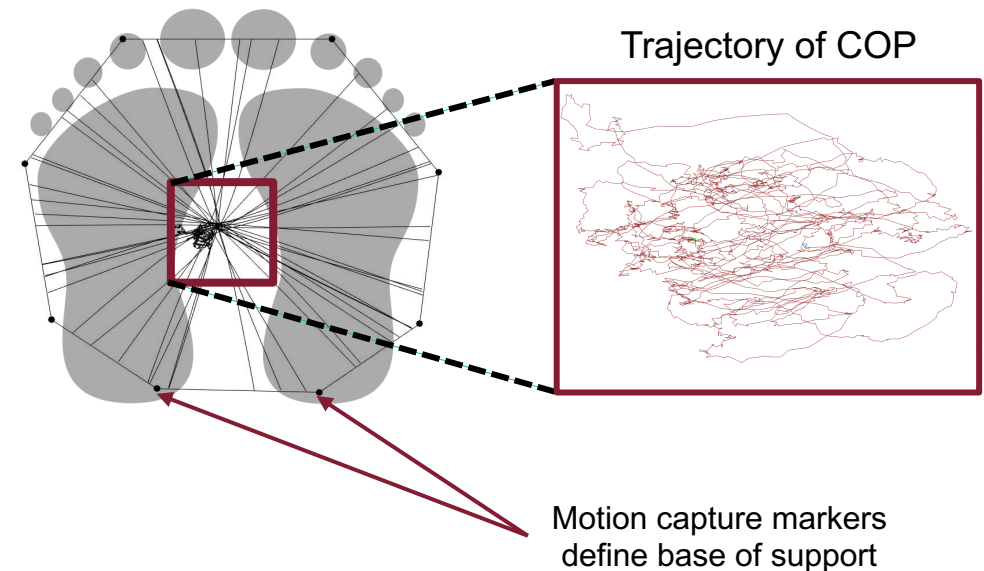 Trajectory of COP
Motion capture markers
define base of support